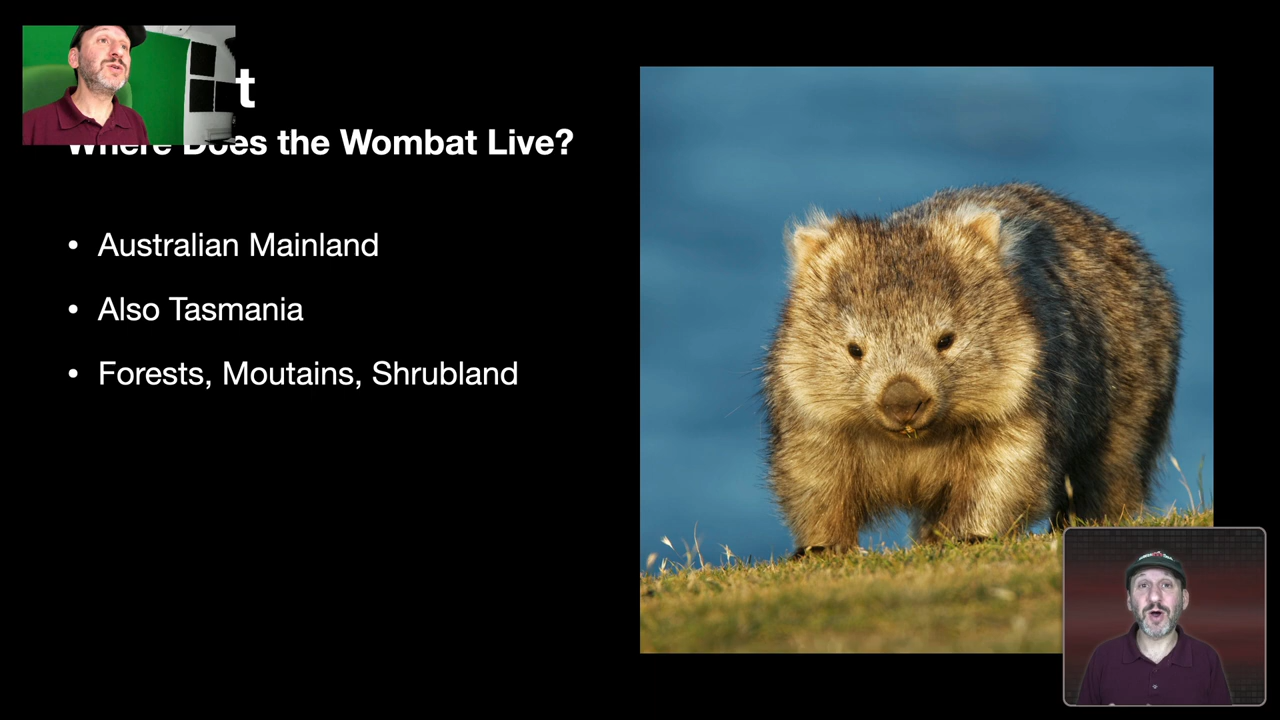 t
Where Does the Wombat Live?
• Australian Mainland
• Also Tasmania
• Forests, Moutains, Shrubland